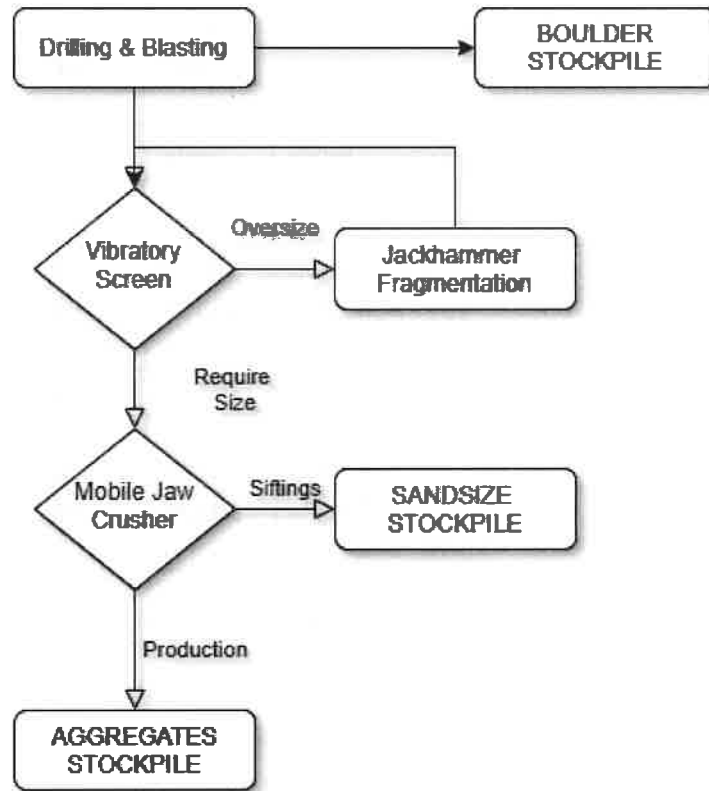 Drilling & Blasting
BOULDER
STOCKPILE
Vibratory
Screen
Oversize
Jackhammer
Fragmentation
Require
Size
Mobile Jaw
Crusher
Siftings
SANDSIZE
STOCKPILE
Production
AGGREGATES
STOCKPILE